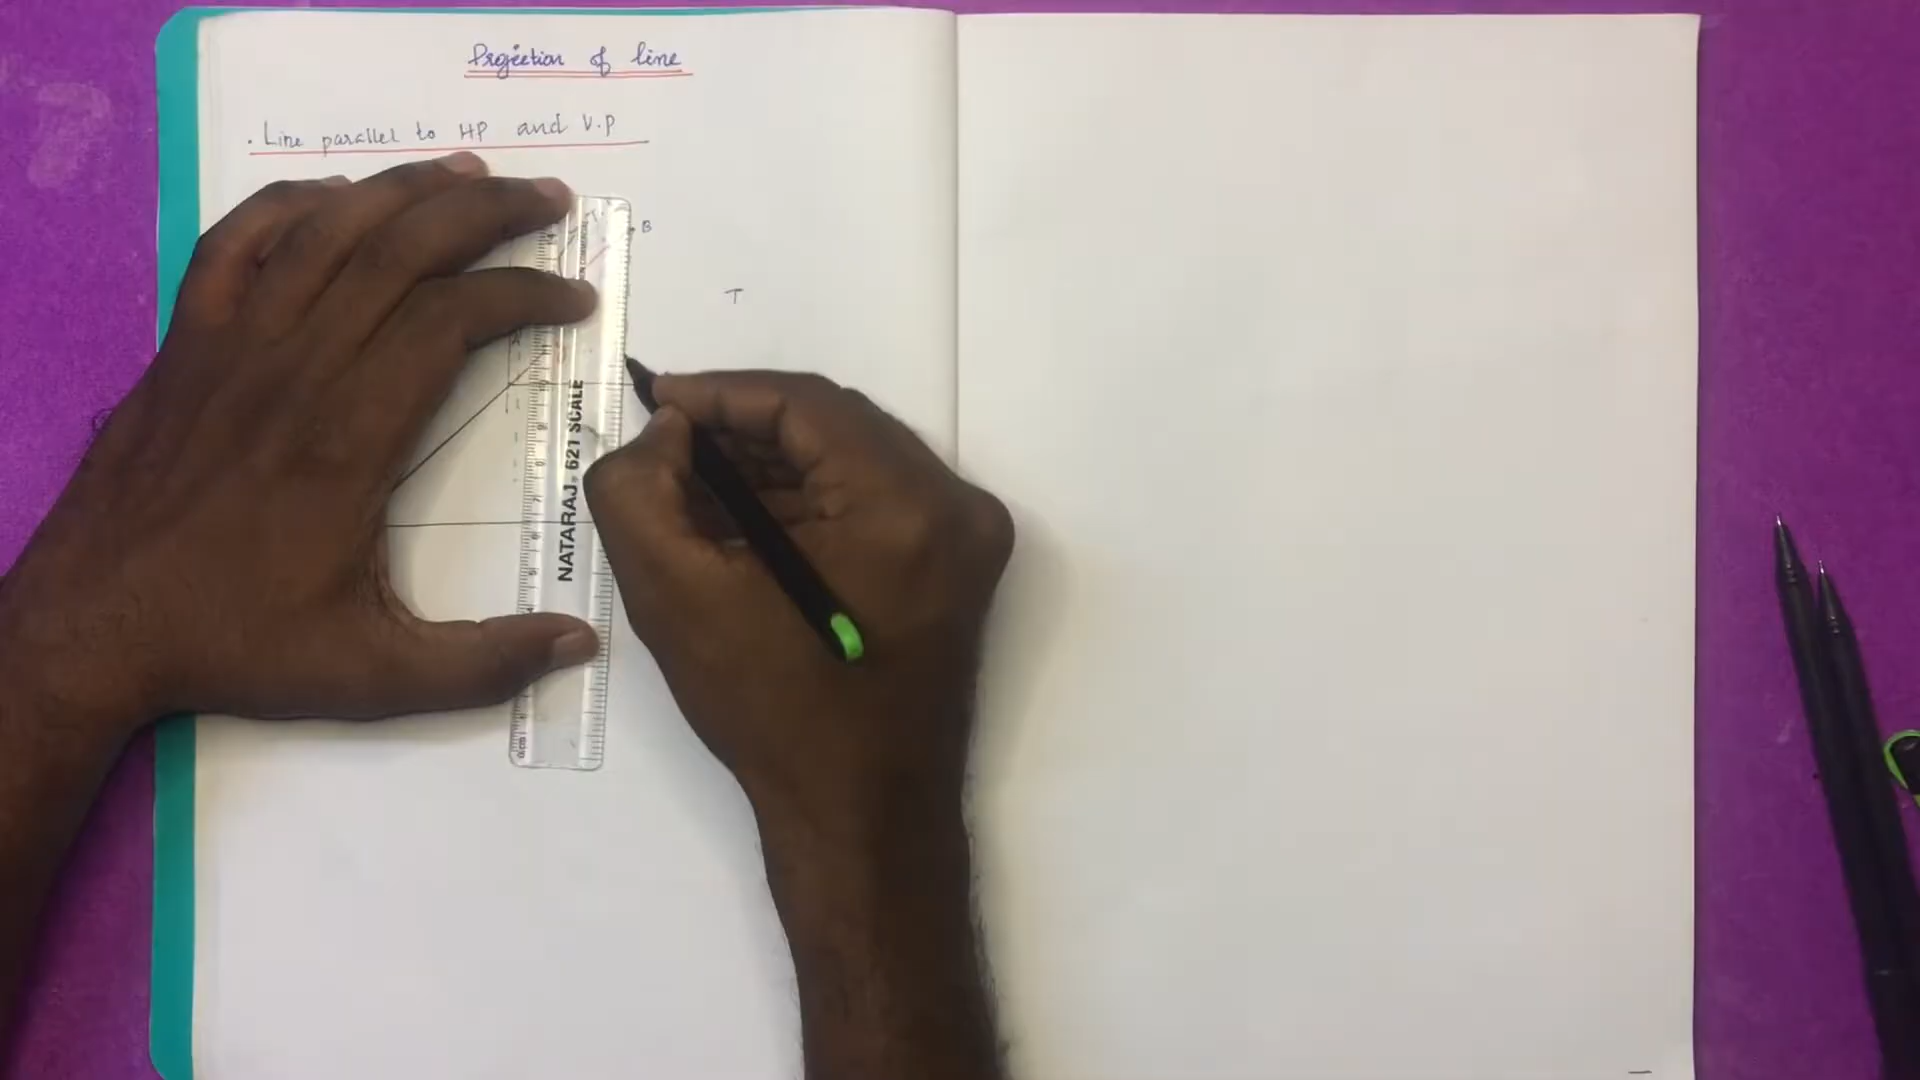 Projection of line
. Line parallel to HP and V.P
B
T
NATARAJ 621 SCALE